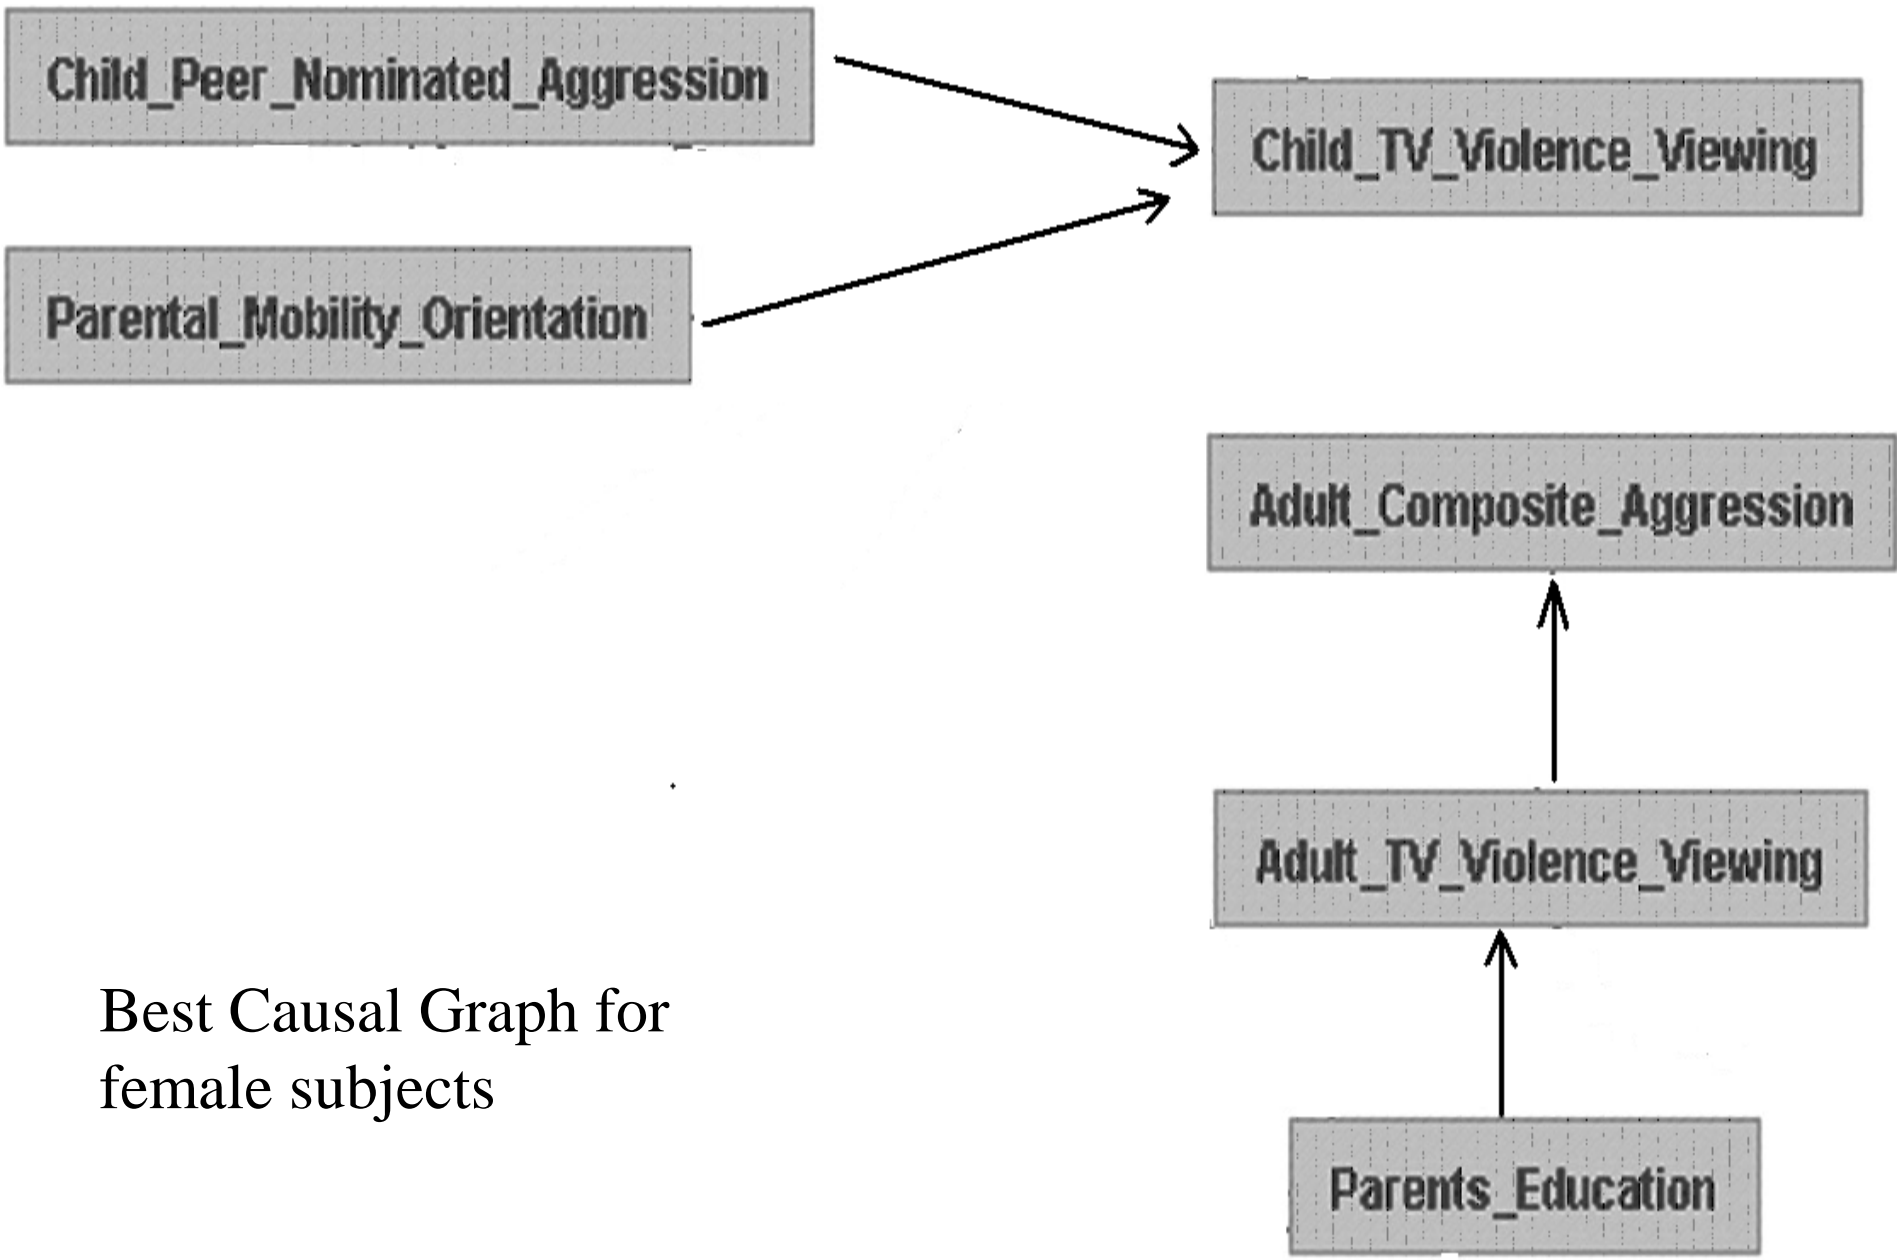 Child_Peer_Nominated_Aggression
Child_TV_Violence_Viewing
Parental_Mobility_Orientation
Adult_Composite_Aggression
Adult_TV_Violence_Viewing
Best Causal Graph for
female subjects
Parents_Education